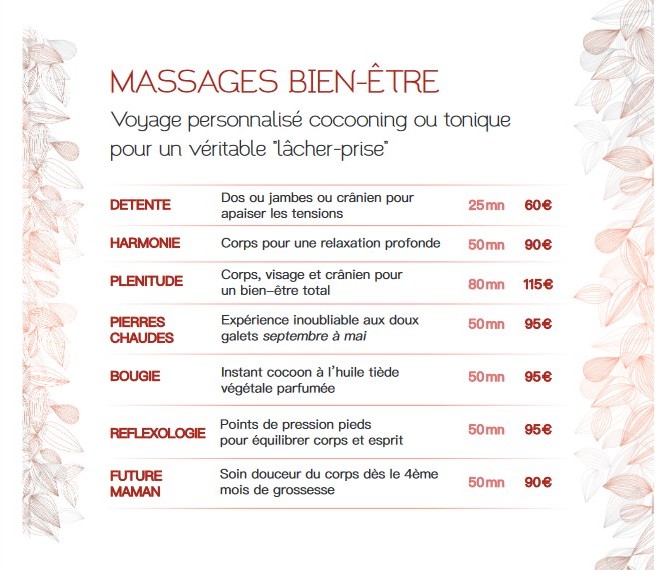 MASSAGES BIEN-ÊTRE
Voyage personnalisé cocooning ou tonique
pour un véritable "lâcher-prise"
DETENTE Dos ou jambes ou crânien pour apaiser les tensions 25mn 60€
HARMONIE Corps pour une relaxation profonde 50mn 90€
PLENITUDE Corps, visage et crânien pour un bien-être total 80mn 115€
PIERRES CHAUDES Expérience inoubliable aux doux galets septembre à mai 50mn 95€
BOUGIE Instant cocoon à l'huile tiède végétale parfumée 50mn 95€
REFLEXOLOGIE Points de pression pieds pour équilibrer corps et esprit 50mn 95€
FUTURE MAMAN Soin douceur du corps dès le 4ème mois de grossesse 50mn 90€